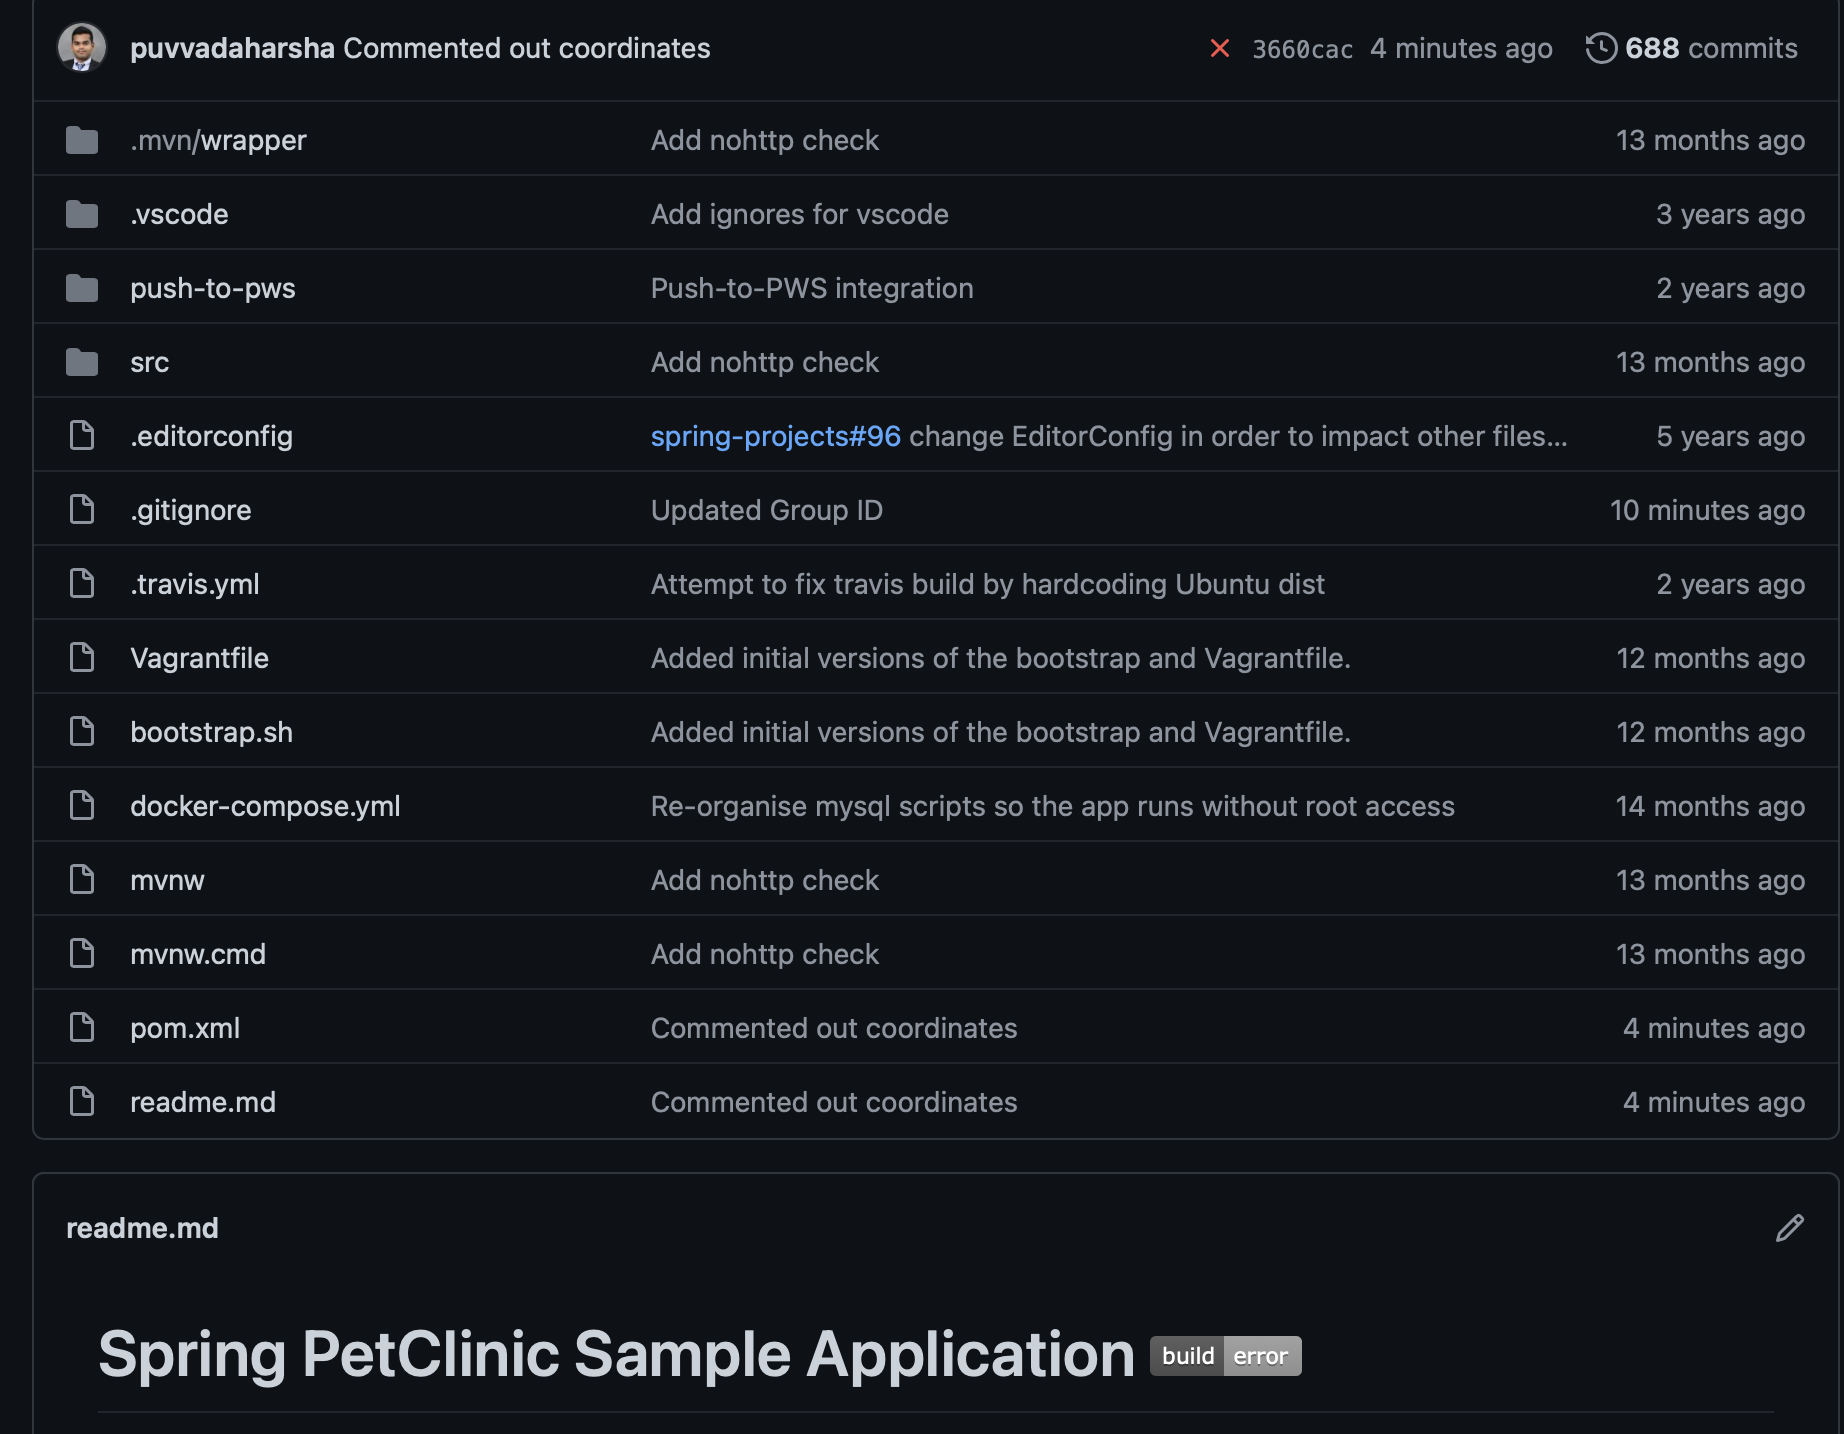 puvvadaharsha Commented out coordinates 3660cac 4 minutes ago 688 commits
.mvn/wrapper Add nohttp check 13 months ago
.vscode Add ignores for vscode 3 years ago
push-to-pws Push-to-PWS integration 2 years ago
src Add nohttp check 13 months ago
.editorconfig spring-projects#96 change EditorConfig in order to impact other files... 5 years ago
.gitignore Updated Group ID 10 minutes ago
.travis.yml Attempt to fix travis build by hardcoding Ubuntu dist 2 years ago
Vagrantfile Added initial versions of the bootstrap and Vagrantfile. 12 months ago
bootstrap.sh Added initial versions of the bootstrap and Vagrantfile. 12 months ago
docker-compose.yml Re-organise mysql scripts so the app runs without root access 14 months ago
mvnw Add nohttp check 13 months ago
mvnw.cmd Add nohttp check 13 months ago
pom.xml Commented out coordinates 4 minutes ago
readme.md Commented out coordinates 4 minutes ago
readme.md
Spring PetClinic Sample Application build error